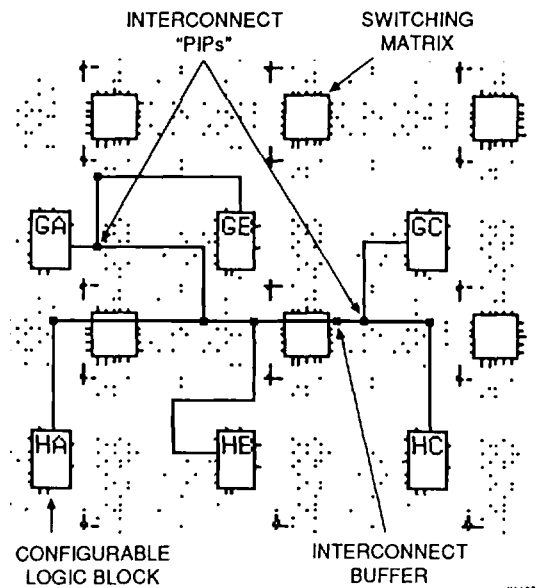 INTERCONNECT
"PIPs"
SWITCHING
MATRIX
GA
GB
GC
HA
HB
HC
CONFIGURABLE
LOGIC BLOCK
INTERCONNECT
BUFFER